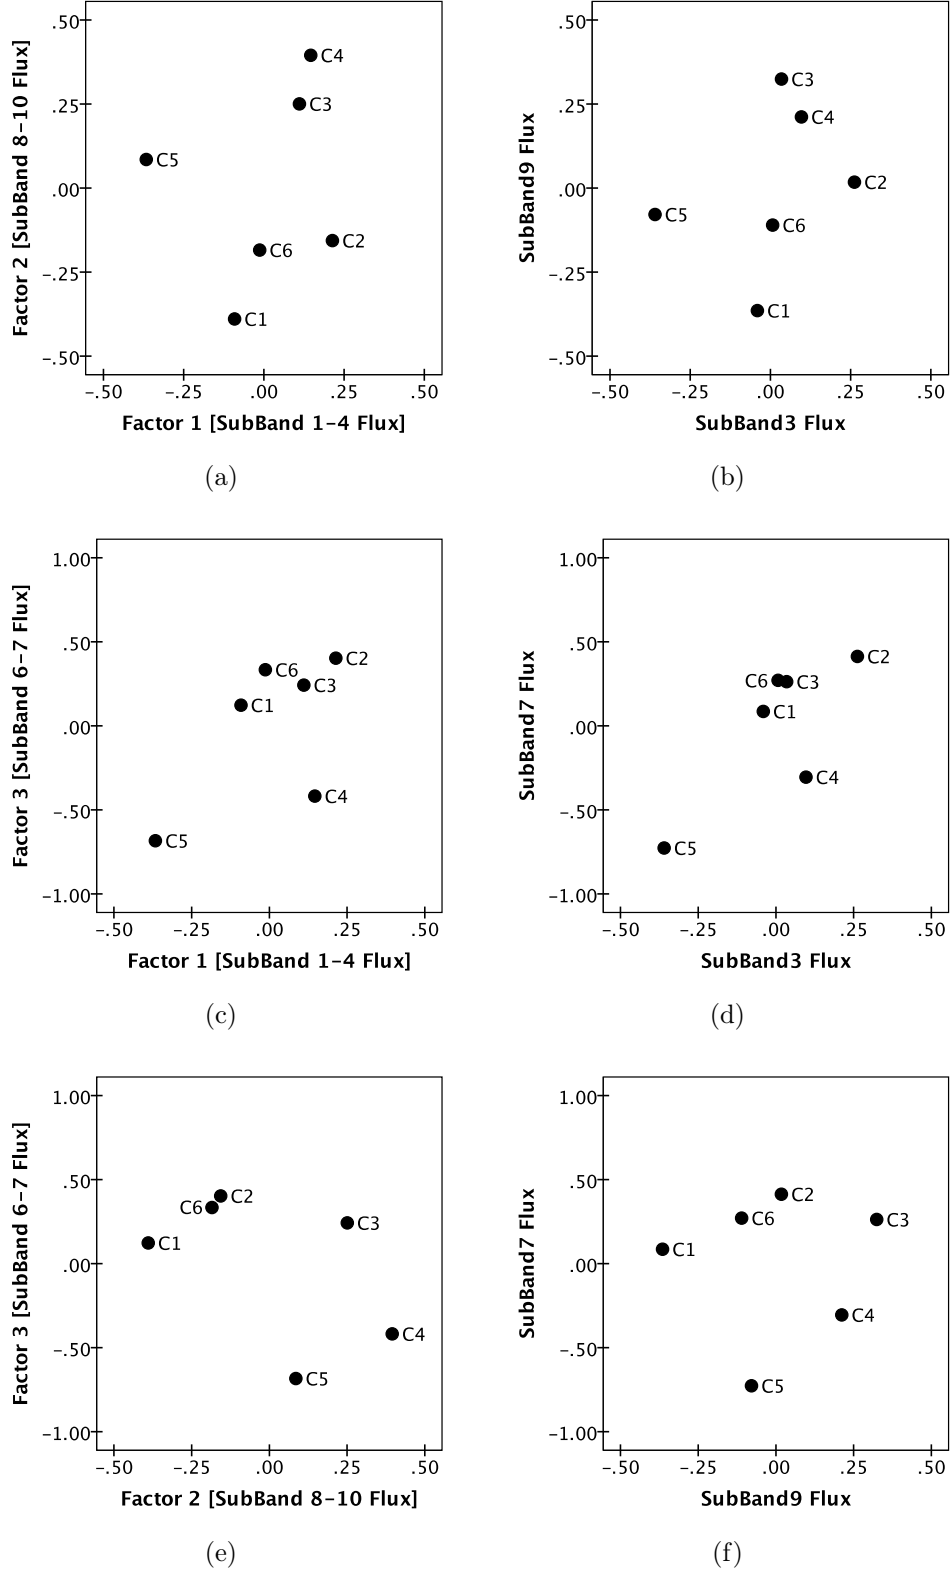 .50
.25
.00
−.25
−.50
Factor 2 [SubBand 8−10 Flux]
C4
C3
C5
C2
C6
C1
−.50 −.25 .00 .25 .50
Factor 1 [SubBand 1−4 Flux]
(a)
.50
.25
.00
−.25
−.50
SubBand9 Flux
C3
C4
C2
C5
C6
C1
−.50 −.25 .00 .25 .50
SubBand3 Flux
(b)
1.00
.50
.00
−.50
−1.00
Factor 3 [SubBand 6−7 Flux]
C2
C6
C3
C1
C4
C5
−.50 −.25 .00 .25 .50
Factor 1 [SubBand 1−4 Flux]
(c)
1.00
.50
.00
−.50
−1.00
SubBand7 Flux
C2
C6 C3
C1
C4
C5
−.50 −.25 .00 .25 .50
SubBand3 Flux
(d)
1.00
.50
.00
−.50
−1.00
Factor 3 [SubBand 6−7 Flux]
C2
C6
C3
C1
C4
C5
−.50 −.25 .00 .25 .50
Factor 2 [SubBand 8−10 Flux]
(e)
1.00
.50
.00
−.50
−1.00
SubBand7 Flux
C2
C6
C3
C1
C4
C5
−.50 −.25 .00 .25 .50
SubBand9 Flux
(f)